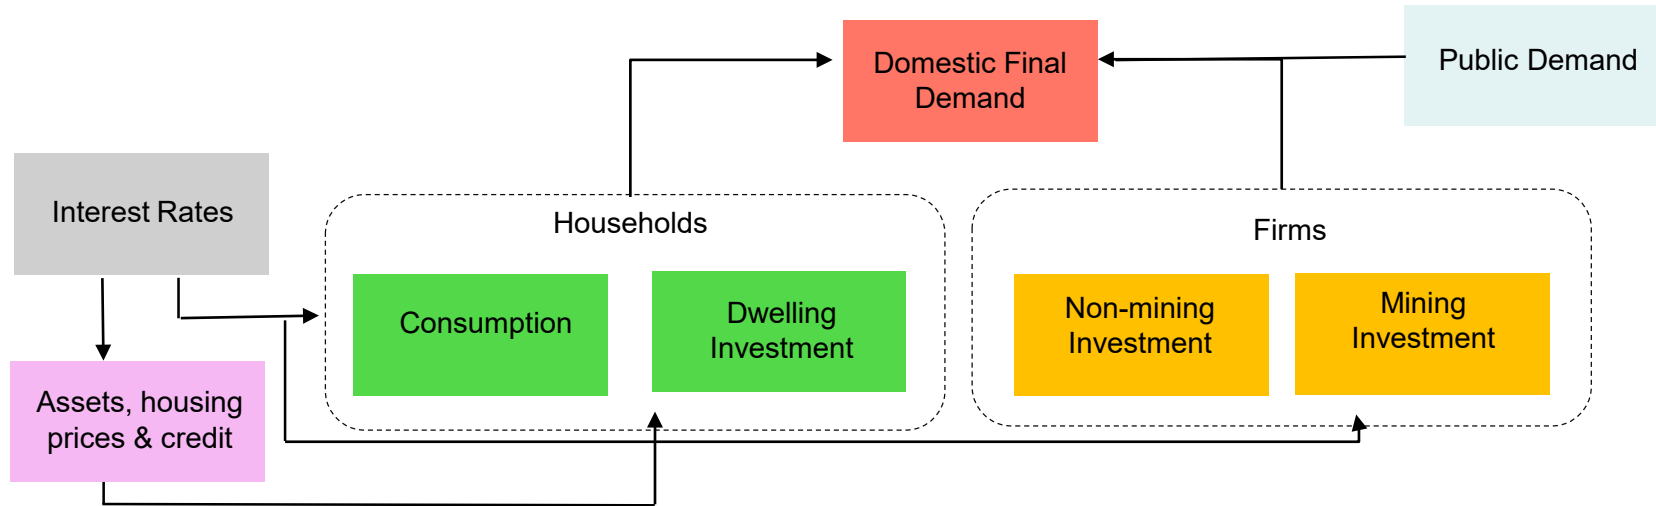 Domestic Final
Demand
Public Demand
Interest Rates
Households
Firms
Consumption
Dwelling
Investment
Non-mining
Investment
Mining
Investment
Assets, housing
prices & credit